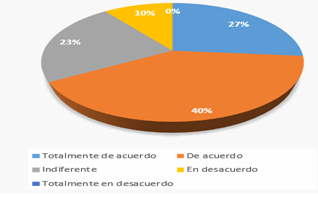 10% 0%
27%
23%
40%
Totalmente de acuerdo De acuerdo
Indiferente En desacuerdo
Totalmente en desacuerdo